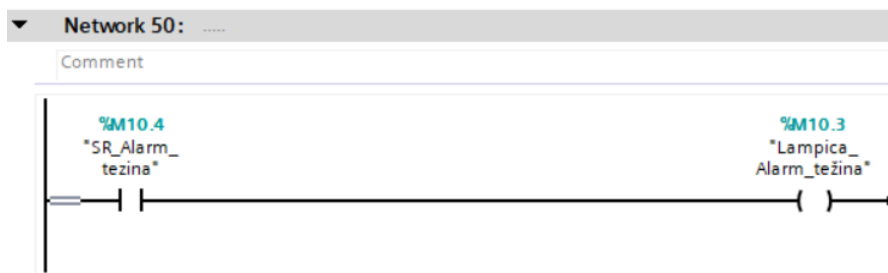 Network 50: .....
Comment
%M10.4
"SR_Alarm_
tezina"
%M10.3
"Lampica_
Alarm_težina"